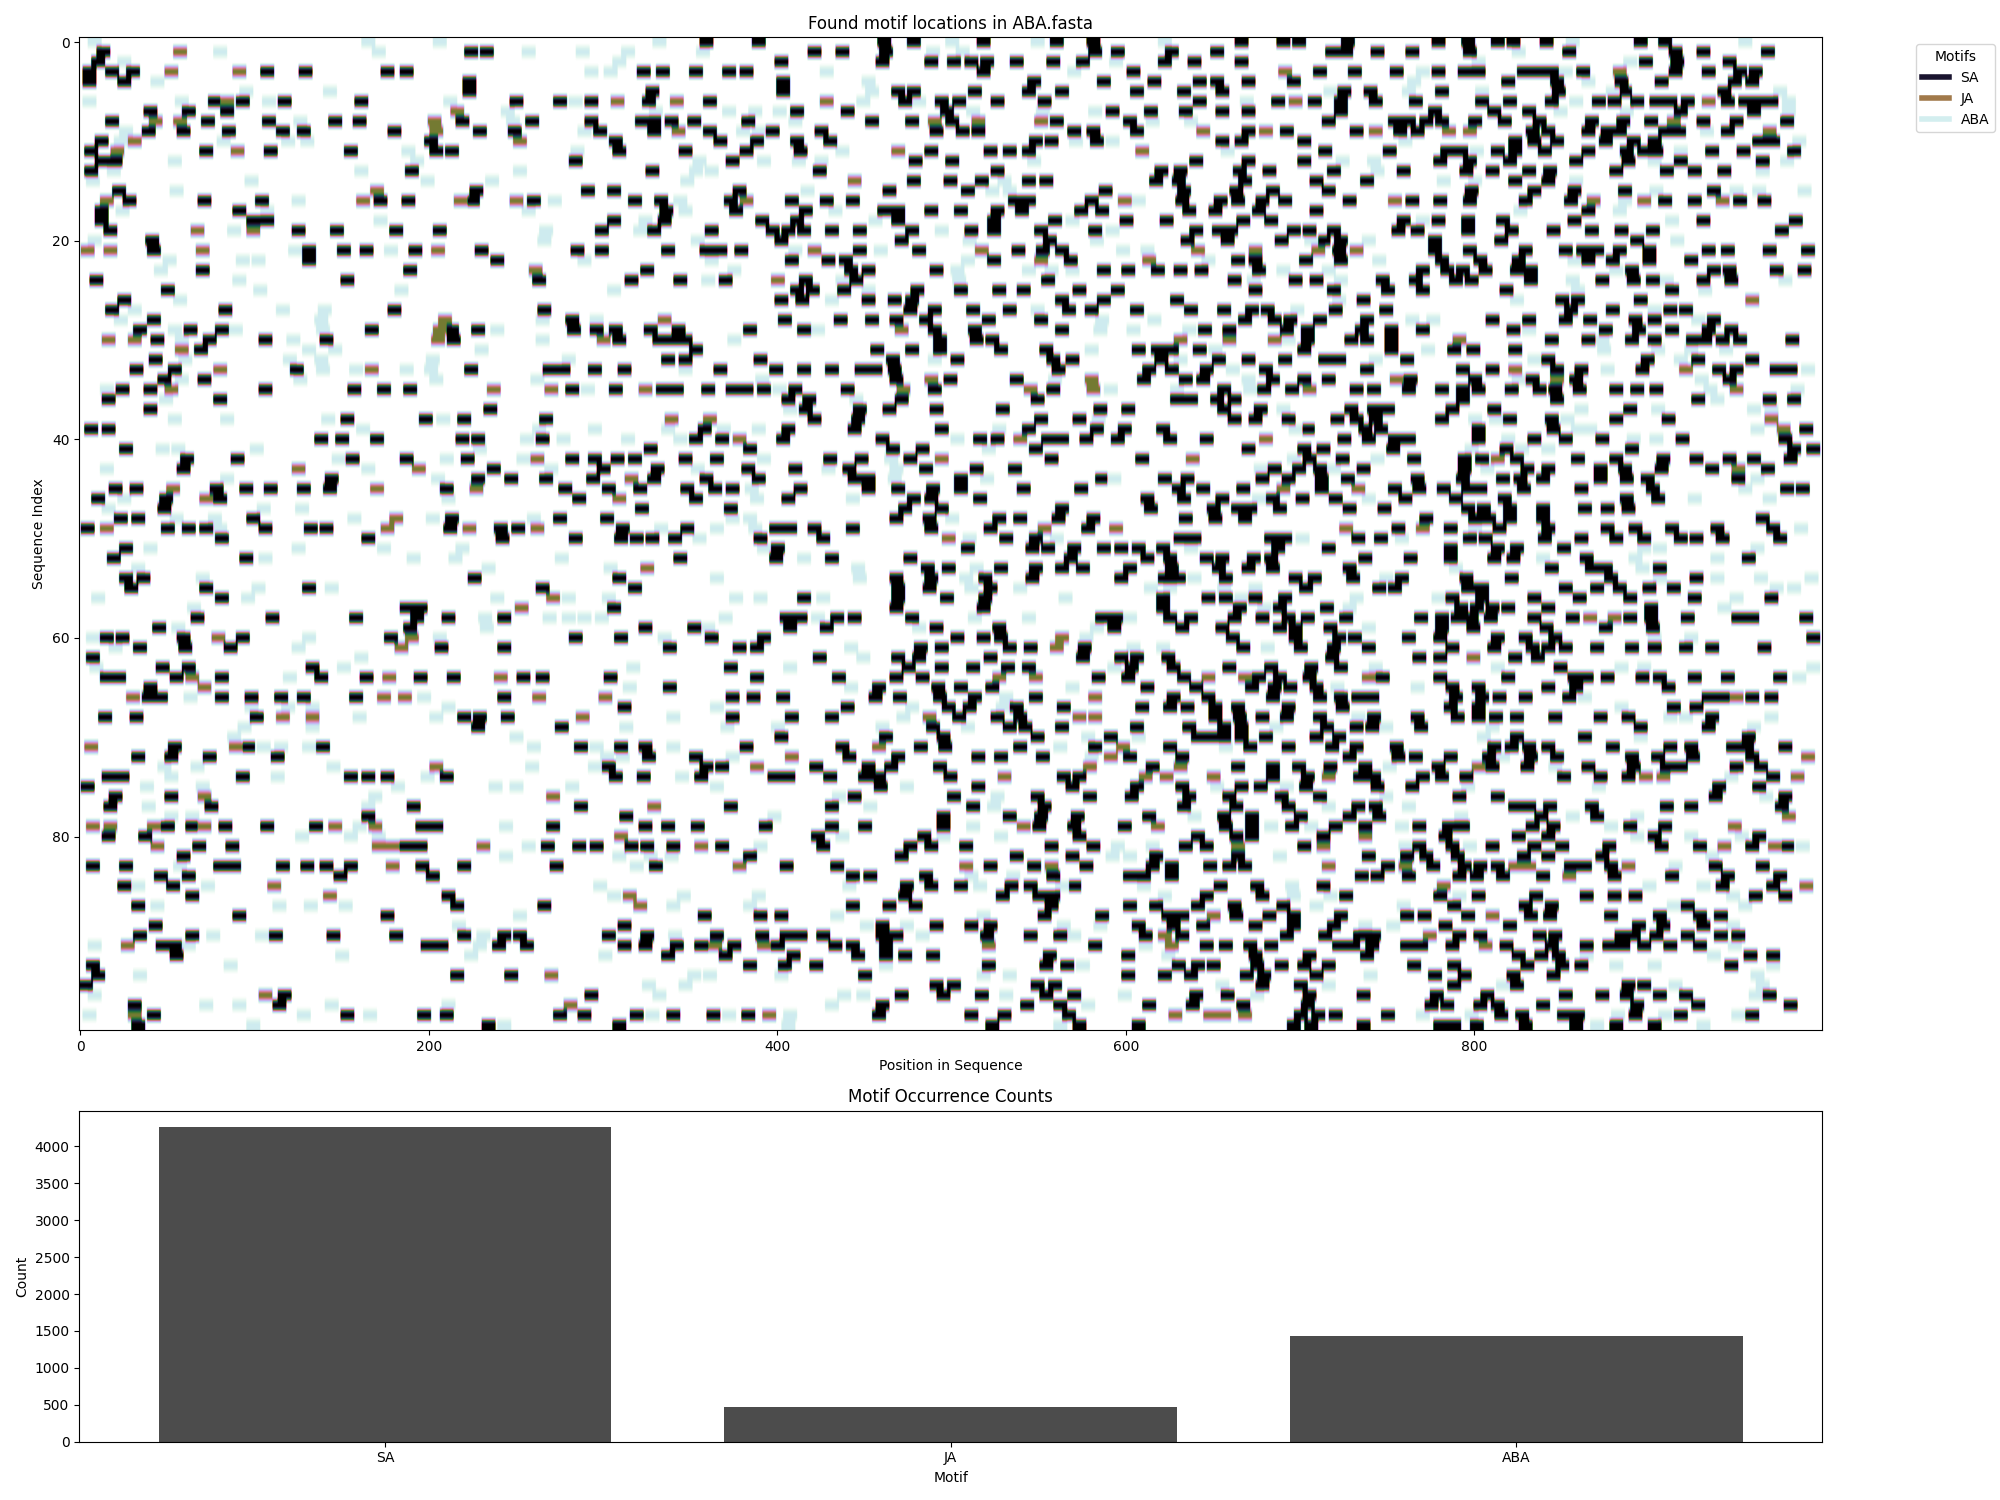 Found motif locations in ABA.fasta
Motifs
SA
JA
ABA
0
20
40
60
80
Sequence Index
0
200
400
600
800
Position in Sequence
Motif Occurrence Counts
4000
3500
3000
2500
2000
1500
1000
500
0
Count
SA
JA
ABA
Motif